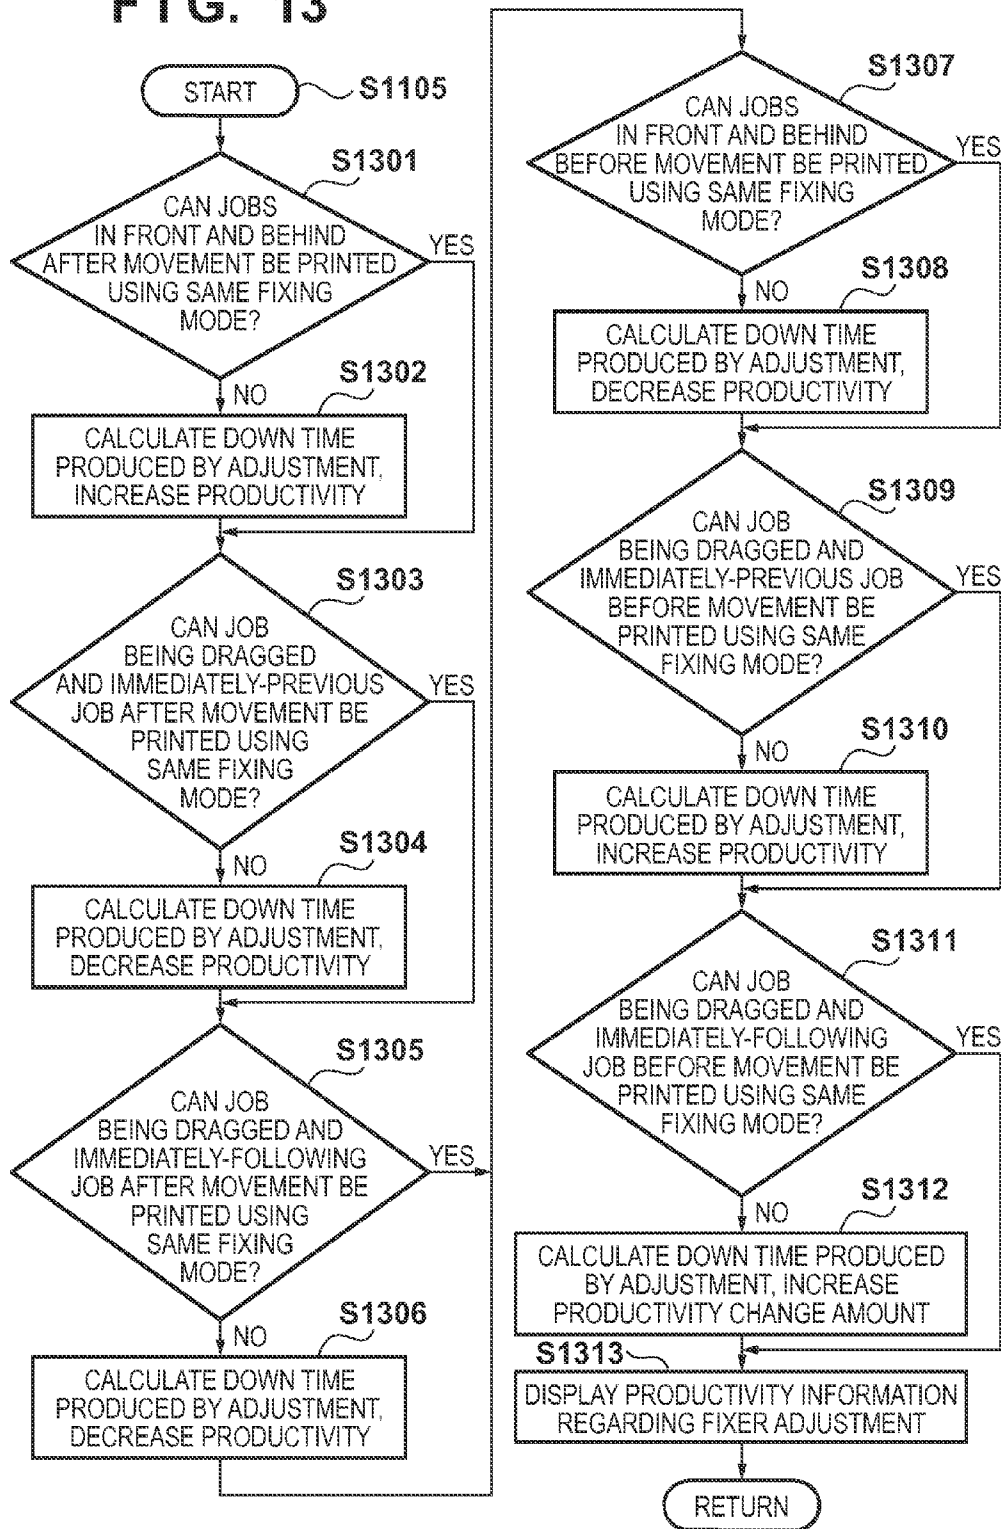 FIG. 13
START
S1105
S1301
CAN JOBS
IN FRONT AND BEHIND
AFTER MOVEMENT BE PRINTED
USING SAME FIXING
MODE?
YES
NO
S1302
CALCULATE DOWN TIME
PRODUCED BY ADJUSTMENT,
INCREASE PRODUCTIVITY
S1303
CAN JOB
BEING DRAGGED
AND IMMEDIATELY-PREVIOUS
JOB AFTER MOVEMENT BE
PRINTED USING
SAME FIXING
MODE?
YES
NO
S1304
CALCULATE DOWN TIME
PRODUCED BY ADJUSTMENT,
DECREASE PRODUCTIVITY
S1305
CAN JOB
BEING DRAGGED AND
IMMEDIATELY-FOLLOWING
JOB AFTER MOVEMENT BE
PRINTED USING
SAME FIXING
MODE?
YES
NO
S1306
CALCULATE DOWN TIME
PRODUCED BY ADJUSTMENT,
DECREASE PRODUCTIVITY
S1307
CAN JOBS
IN FRONT AND BEHIND
BEFORE MOVEMENT BE PRINTED
USING SAME FIXING
MODE?
YES
NO
S1308
CALCULATE DOWN TIME
PRODUCED BY ADJUSTMENT,
DECREASE PRODUCTIVITY
S1309
CAN JOB
BEING DRAGGED AND
IMMEDIATELY-PREVIOUS JOB
BEFORE MOVEMENT BE
PRINTED USING SAME
FIXING MODE?
YES
NO
S1310
CALCULATE DOWN TIME
PRODUCED BY ADJUSTMENT,
INCREASE PRODUCTIVITY
S1311
CAN JOB
BEING DRAGGED AND
IMMEDIATELY-FOLLOWING
JOB BEFORE MOVEMENT BE
PRINTED USING SAME
FIXING MODE?
YES
NO
S1312
CALCULATE DOWN TIME PRODUCED
BY ADJUSTMENT, INCREASE
PRODUCTIVITY CHANGE AMOUNT
S1313
DISPLAY PRODUCTIVITY INFORMATION
REGARDING FIXER ADJUSTMENT
RETURN